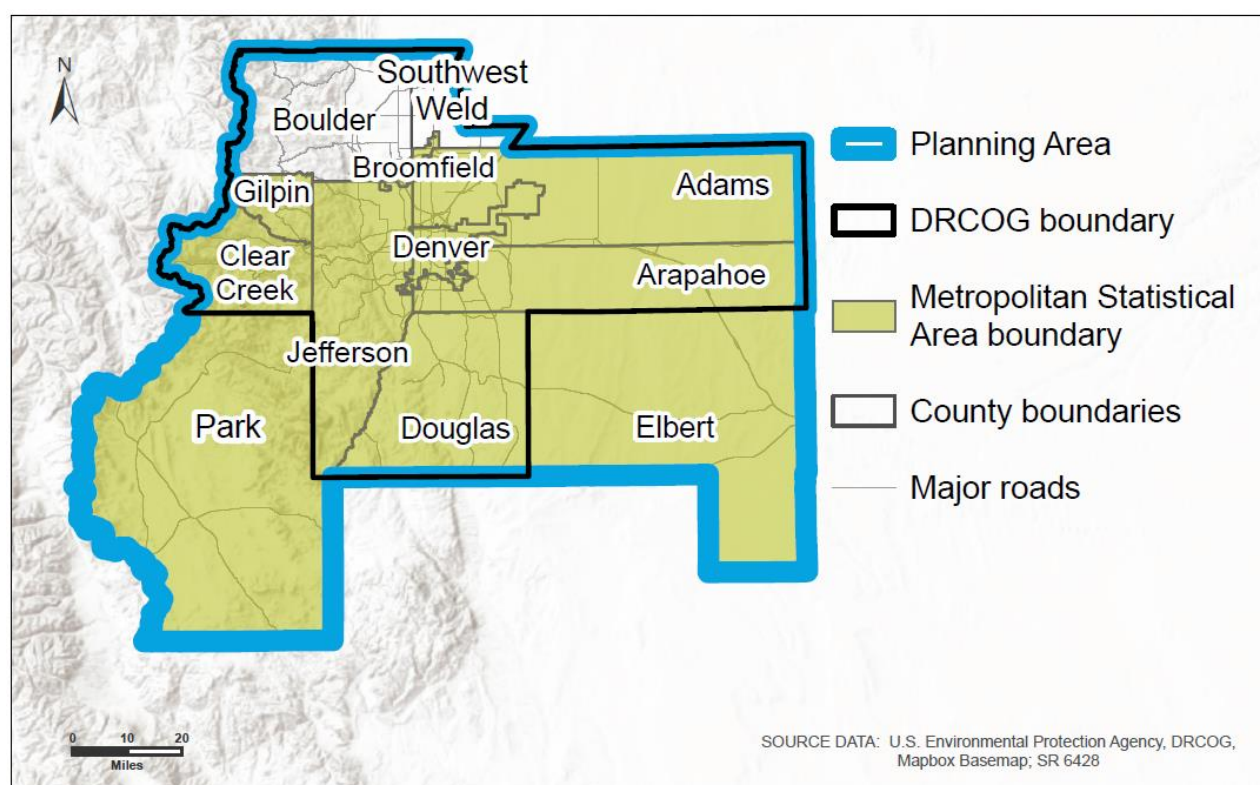 N
Southwest
Weld
Boulder
Broomfield
Gilpin
Adams
Denver
Clear
Creek
Arapahoe
Jefferson
Park
Douglas
Elbert
Planning Area
DRCOG boundary
Metropolitan Statistical
Area boundary
County boundaries
Major roads
0 10 20
Miles
SOURCE DATA: U.S. Environmental Protection Agency, DRCOG,
Mapbox Basemap; SR 6428